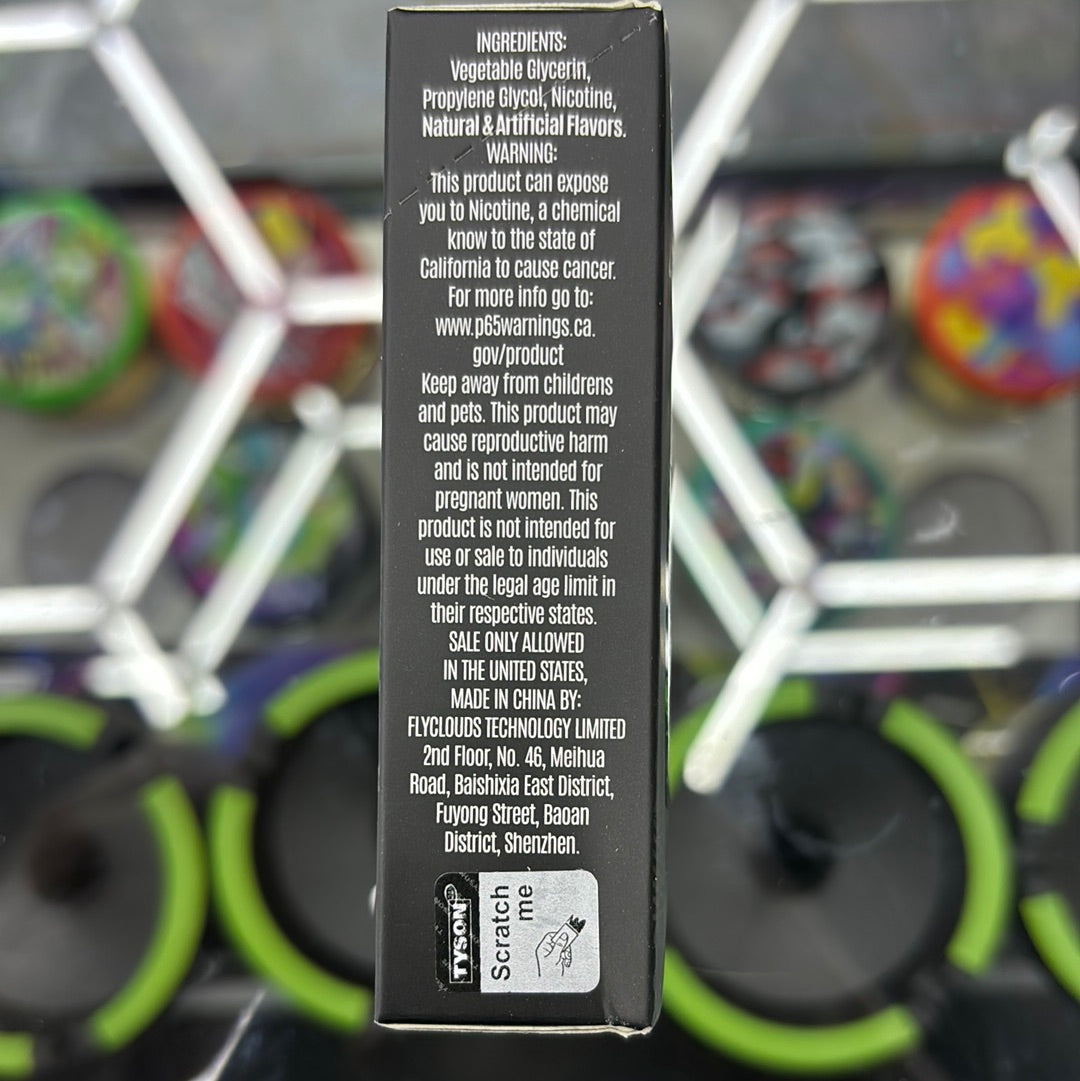 INGREDIENTS:
Vegetable Glycerin,
Propylene Glycol, Nicotine,
Natural & Artificial Flavors.
WARNING:
This product can expose
you to Nicotine, a chemical
know to the state of
California to cause cancer.
For more info go to:
www.p65warnings.ca.
gov/product
Keep away from childrens
and pets. This product may
cause reproductive harm
and is not intended for
pregnant women. This
product is not intended for
use or sale to individuals
under the legal age limit in
their respective states.
SALE ONLY ALLOWED
IN THE UNITED STATES,
MADE IN CHINA BY:
FLYCLOUDS TECHNOLOGY LIMITED
2nd Floor, No. 46, Meihua
Road, Baishixia East District,
Fuyong Street, Baoan
District, Shenzhen.
TYSON
Scratch
me